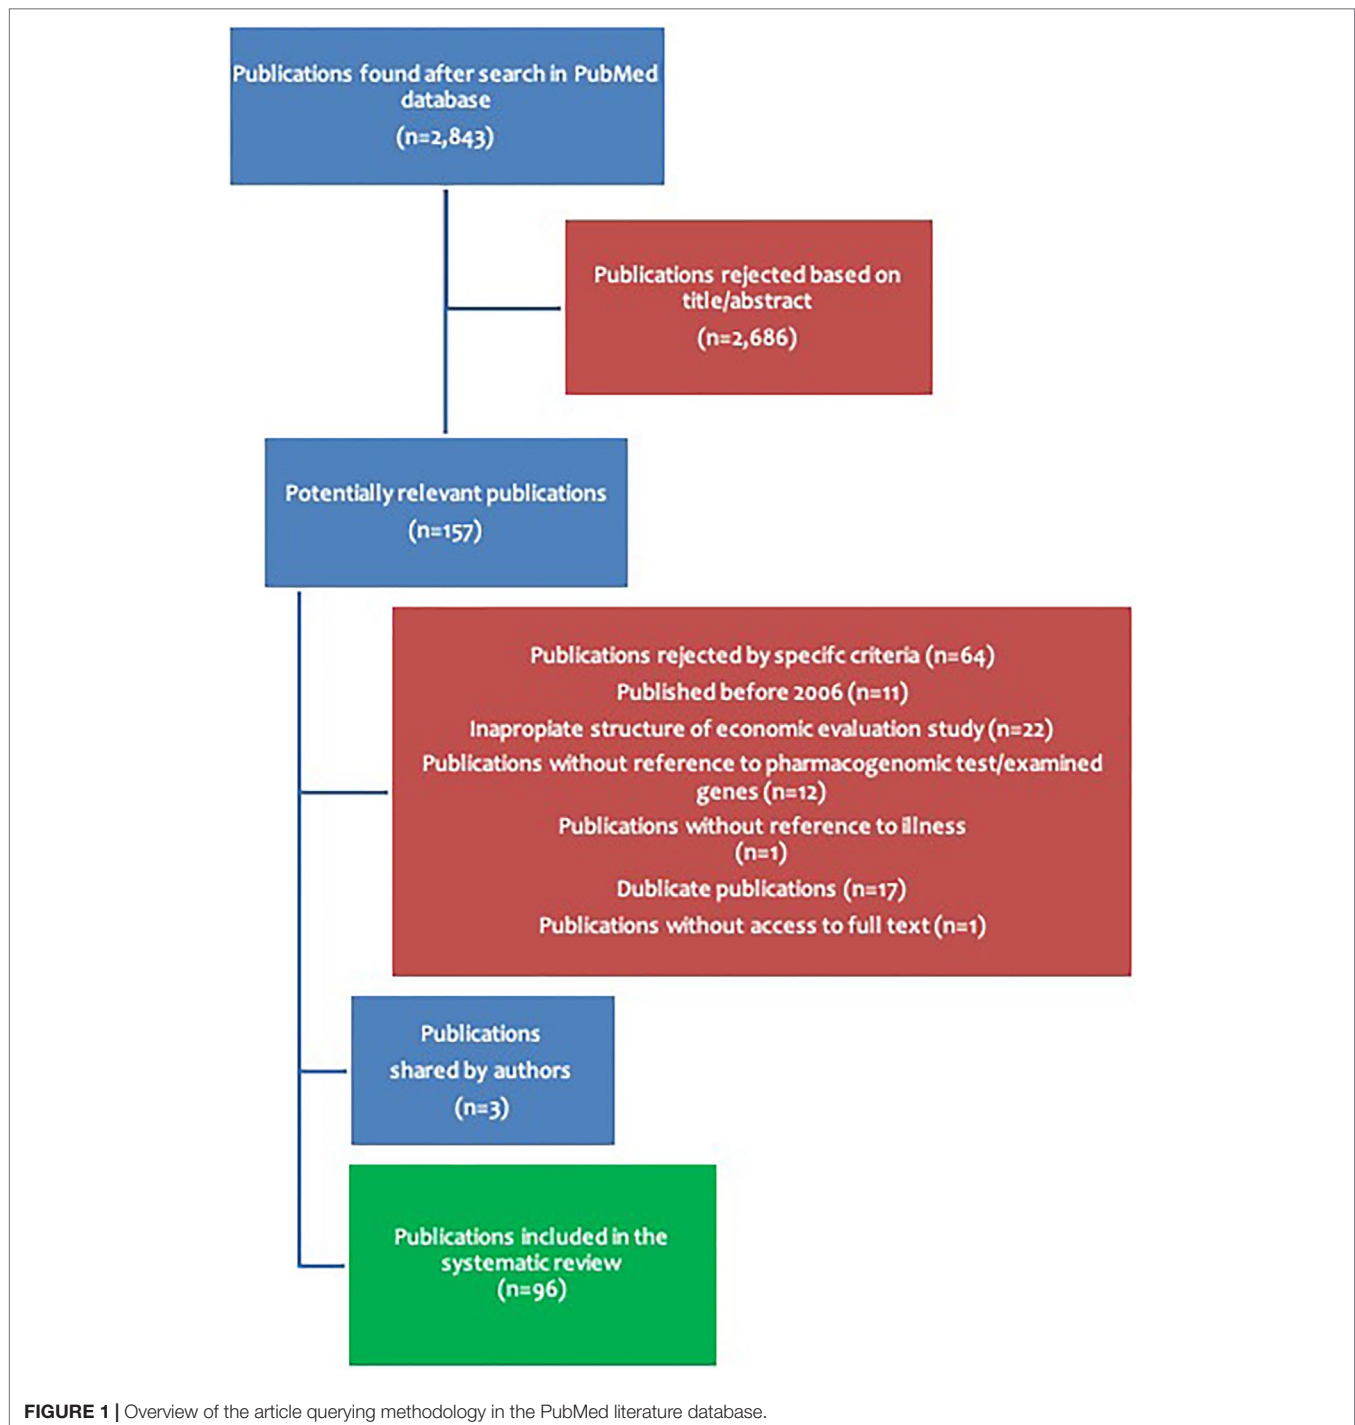 Publications found after search in PubMed
database
(n=2,843)
Publications rejected based on
title/abstract
(n=2,686)
Potentially relevant publications
(n=157)
Publications rejected by specifc criteria (n=64)
Published before 2006 (n=11)
Inapropiate structure of economic evaluation study (n=22)
Publications without reference to pharmacogenomic test/examined
genes (n=12)
Publications without reference to illness
(n=1)
Dublicate publications (n=17)
Publications without access to full text (n=1)
Publications
shared by authors
(n=3)
Publications included in the
systematic review
(n=96)
FIGURE 1 | Overview of the article querying methodology in the PubMed literature database.